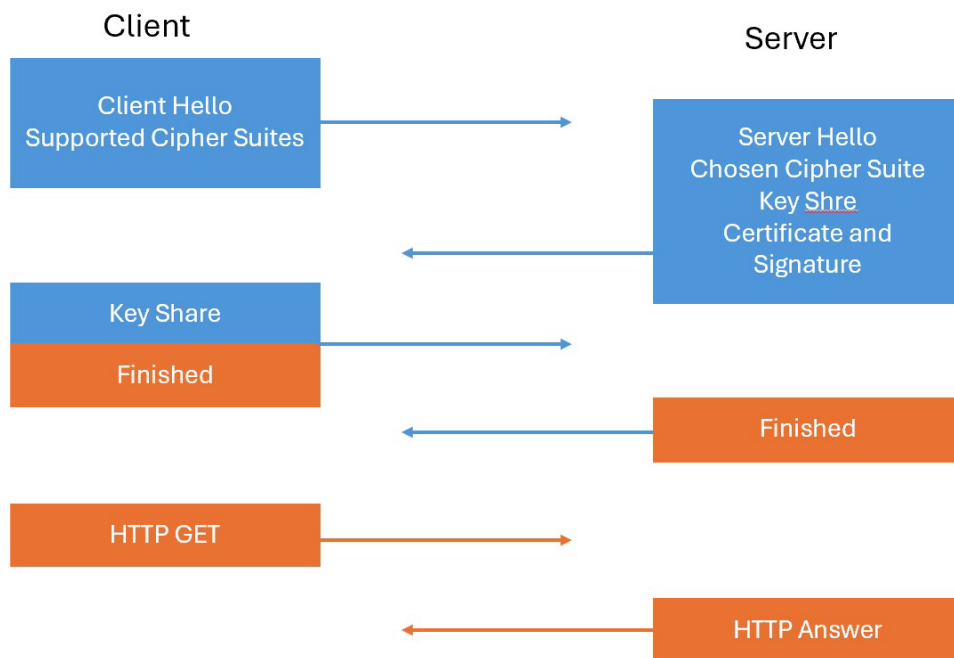 Client
Server
Client Hello
Supported Cipher Suites
Server Hello
Chosen Cipher Suite
Key Shre
Certificate and
Signature
Key Share
Finished
Finished
HTTP GET
HTTP Answer